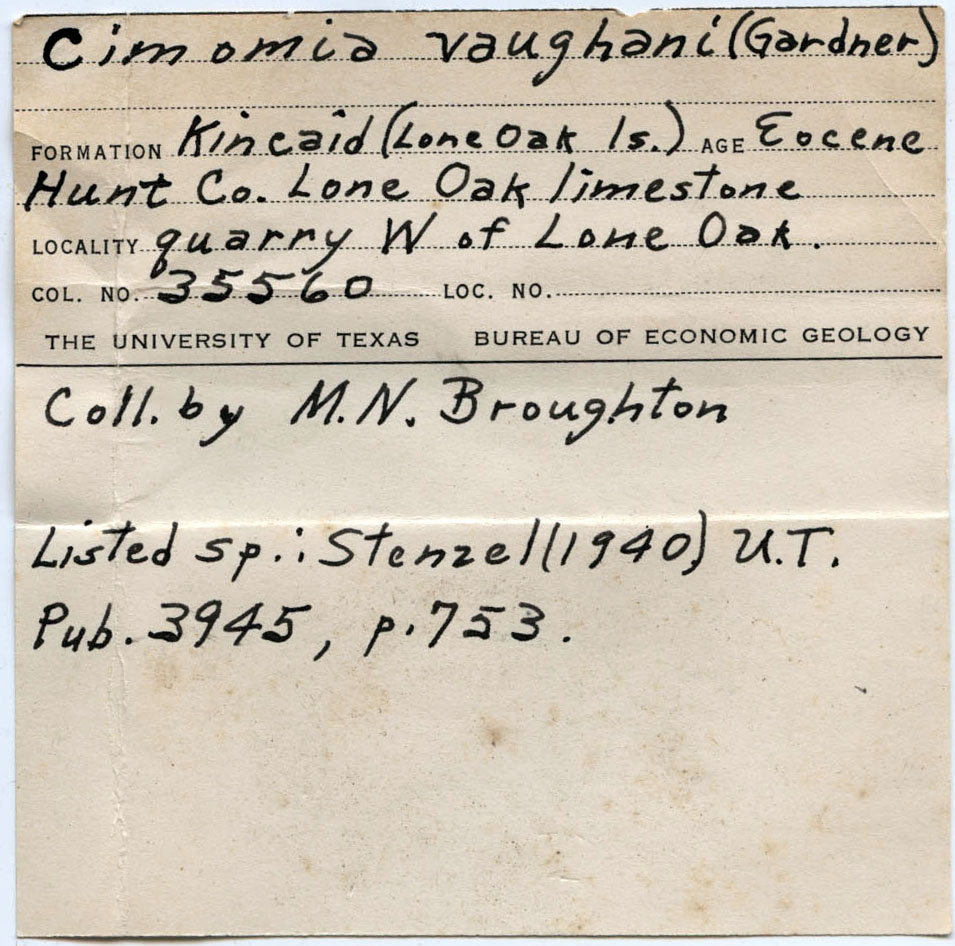 Cimomia vaughani (Gardner)
FORMATION Kincaid (Lone Oak ls.) AGE Eocene
Hunt Co. Lone Oak limestone
LOCALITY quarry W of Lone Oak.
COL. NO. 35560 LOC. NO.
THE UNIVERSITY OF TEXAS BUREAU OF ECONOMIC GEOLOGY
Coll. by M.N. Broughton
Listed sp.: Stenzel (1940) U.T.
Pub. 3945, p. 753.